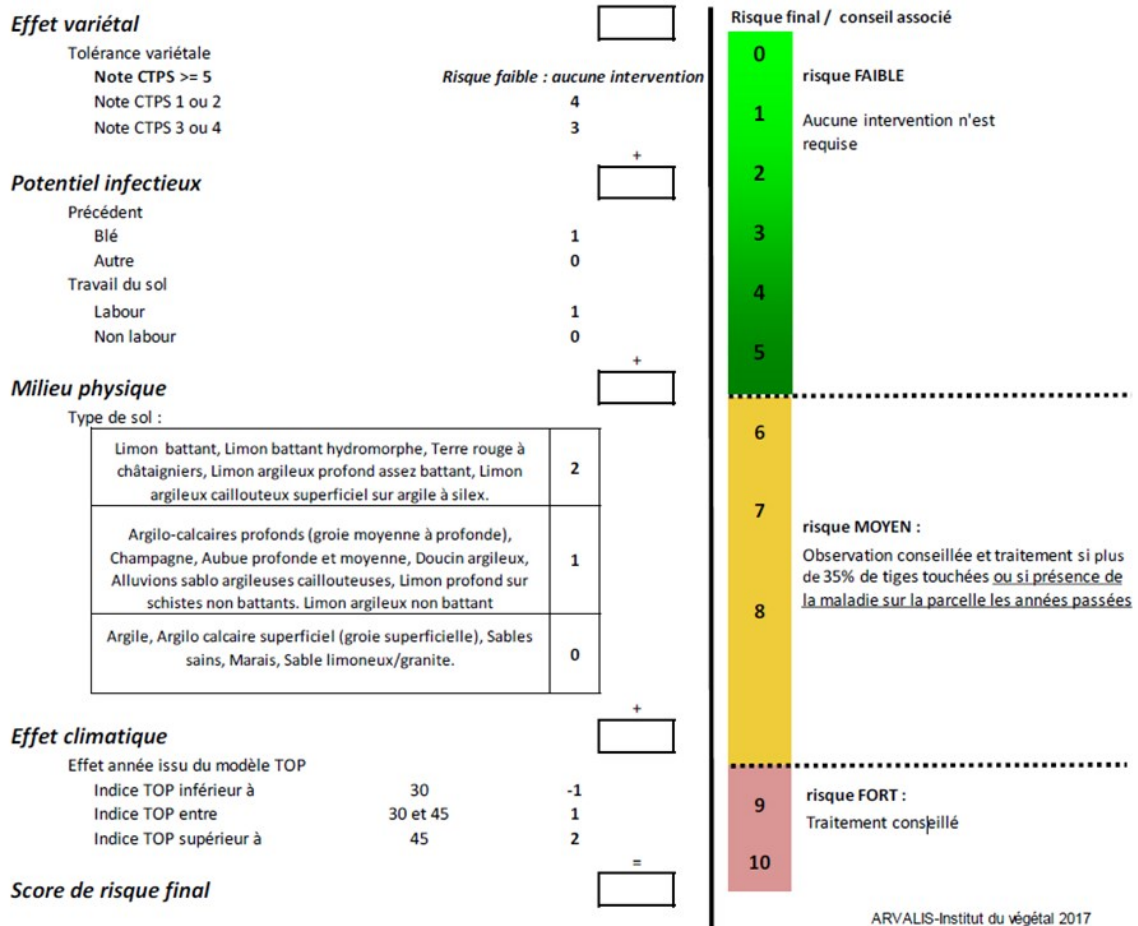 Effet variétal
Tolérance variétale
Note CTPS >= 5 Risque faible : aucune intervention
Note CTPS 1 ou 2 4
Note CTPS 3 ou 4 3
+
Potentiel infectieux
Précédent
Blé 1
Autre 0
Travail du sol
Labour 1
Non labour 0
+
Milieu physique
Type de sol :
Limon battant, Limon battant hydromorphe, Terre rouge à
châtaigniers, Limon argileux profond assez battant, Limon
argileux caillouteux superficiel sur argile à silex.
2
Argilo-calcaires profonds (groie moyenne à profonde),
Champagne, Aubue profonde et moyenne, Doucin argileux,
Alluvions sablo argileuses caillouteuses, Limon profond sur
schistes non battants. Limon argileux non battant
1
Argile, Argilo calcaire superficiel (groie superficielle), Sables
sains, Marais, Sable limoneux/granite.
0
+
Effet climatique
Effet année issu du modèle TOP
Indice TOP inférieur à 30 -1
Indice TOP entre 30 et 45 1
Indice TOP supérieur à 45 2
=
Score de risque final
Risque final / conseil associé
0
risque FAIBLE
1
Aucune intervention n'est
requise
2
3
4
5
6
7
risque MOYEN :
Observation conseillée et traitement si plus
de 35% de tiges touchées ou si présence de
la maladie sur la parcelle les années passées
8
9
risque FORT :
Traitement conseillé
10
ARVALIS-Institut du végétal 2017